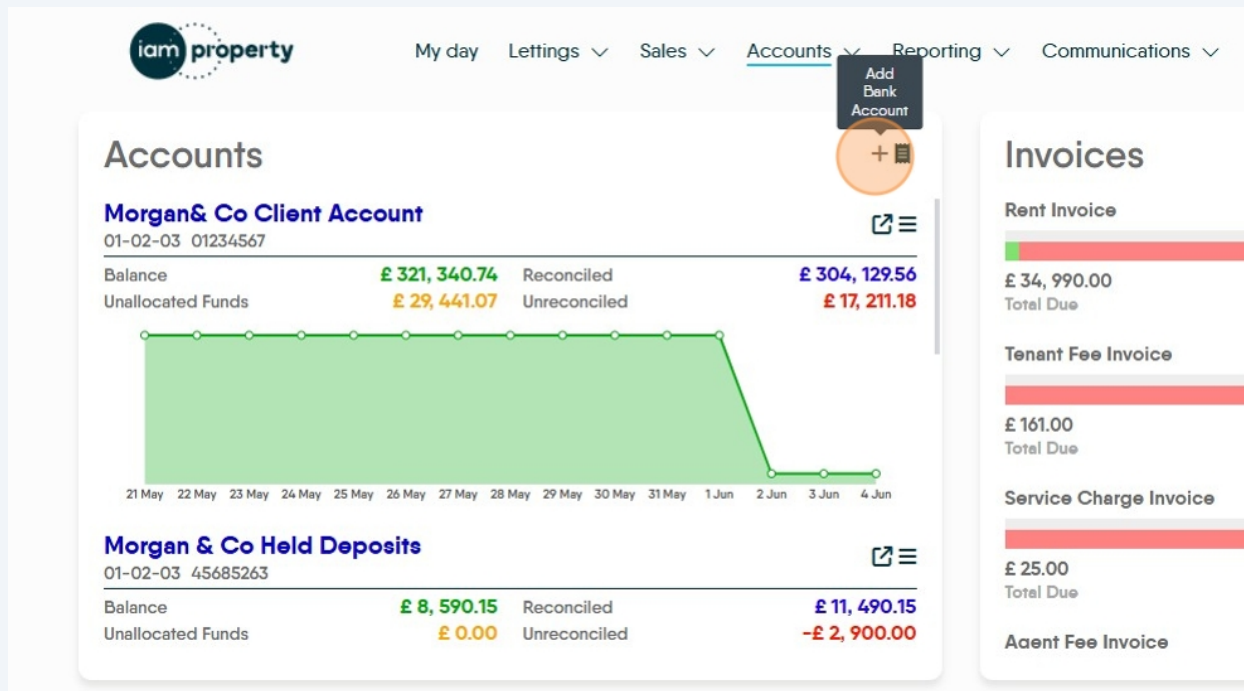 iam property
My day Lettings Sales Accounts Reporting Communications
Add
Bank
Account
Accounts
Morgan& Co Client Account
01-02-03 01234567
Balance £ 321, 340.74 Reconciled £ 304, 129.56
Unallocated Funds £ 29, 441.07 Unreconciled £ 17, 211.18
21 May 22 May 23 May 24 May 25 May 26 May 27 May 28 May 29 May 30 May 31 May 1 Jun 2 Jun 3 Jun 4 Jun
Morgan & Co Held Deposits
01-02-03 45685263
Balance £ 8, 590.15 Reconciled £ 11, 490.15
Unallocated Funds £ 0.00 Unreconciled -£ 2, 900.00
Invoices
Rent Invoice
£ 34, 990.00
Total Due
Tenant Fee Invoice
£ 161.00
Total Due
Service Charge Invoice
£ 25.00
Total Due
Agent Fee Invoice